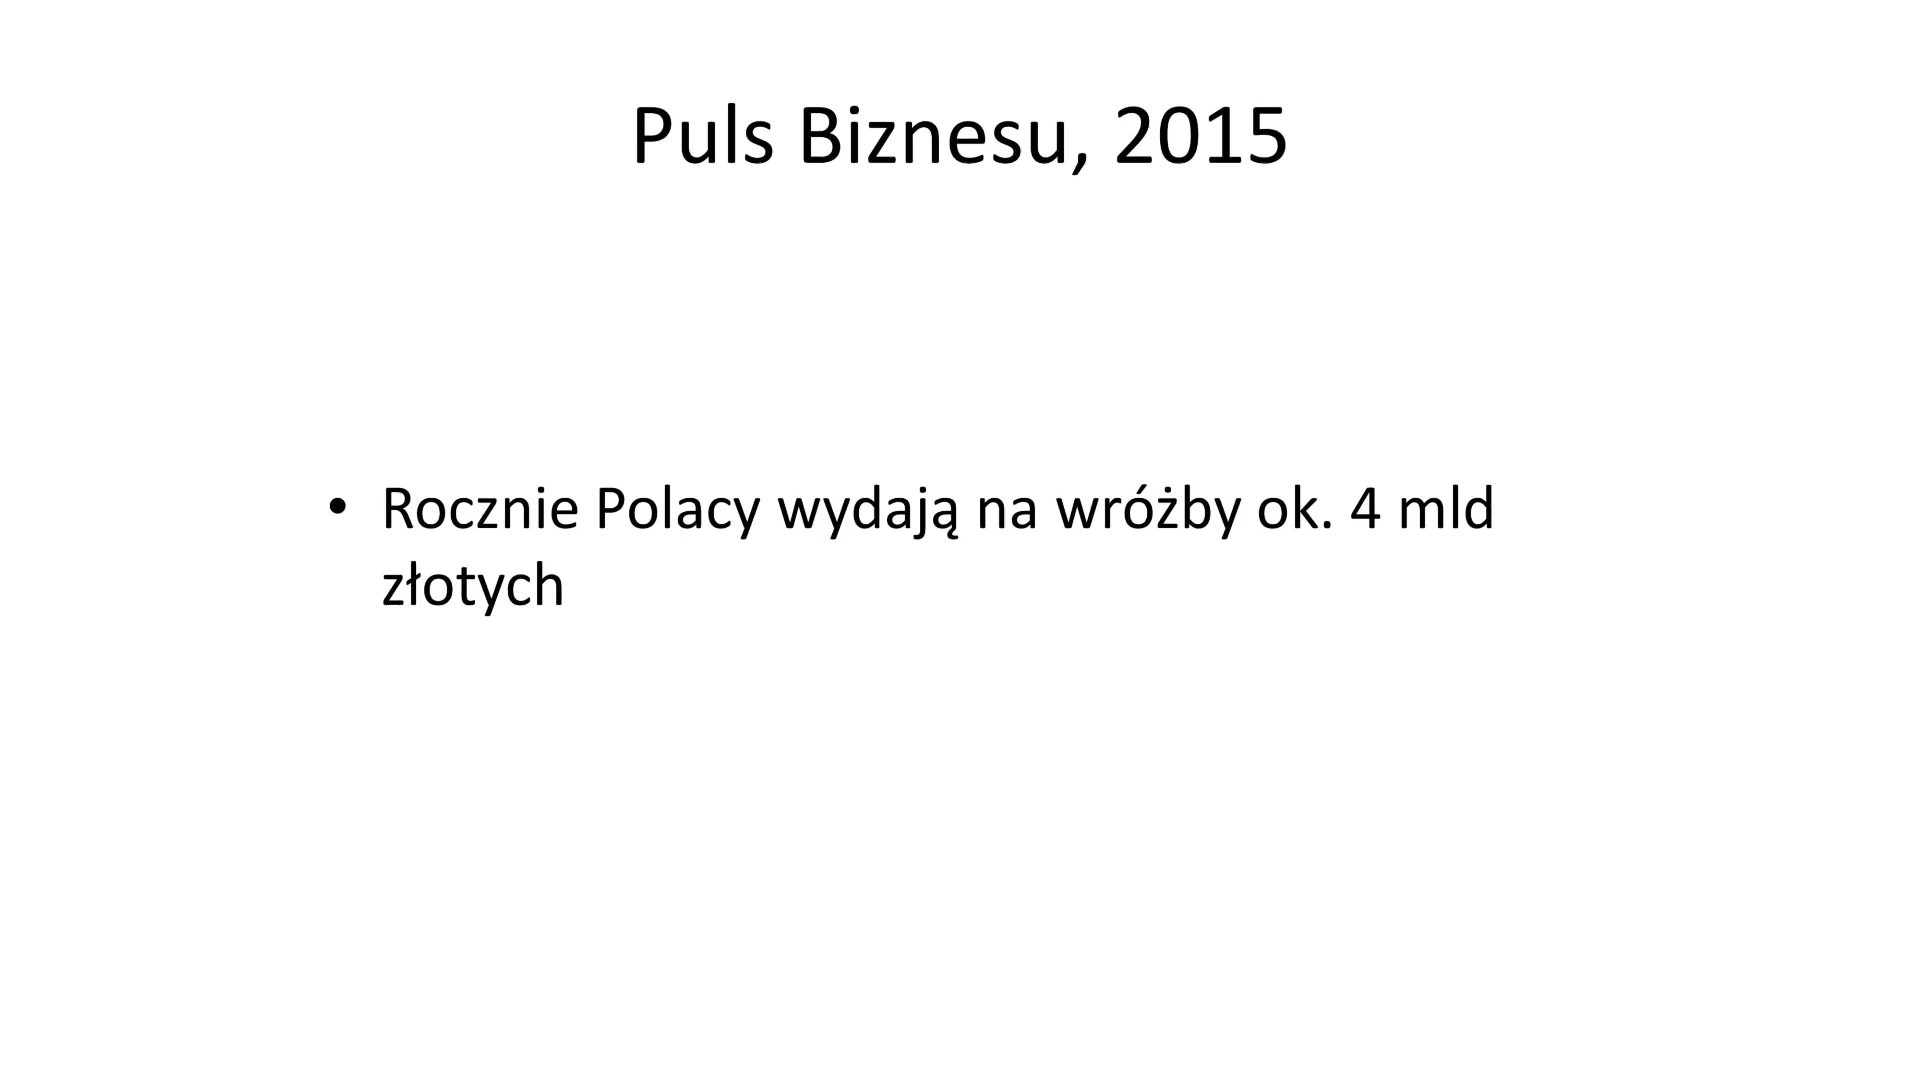 Puls Biznesu, 2015
• Rocznie Polacy wydają na wróżby ok. 4 mld
złotych